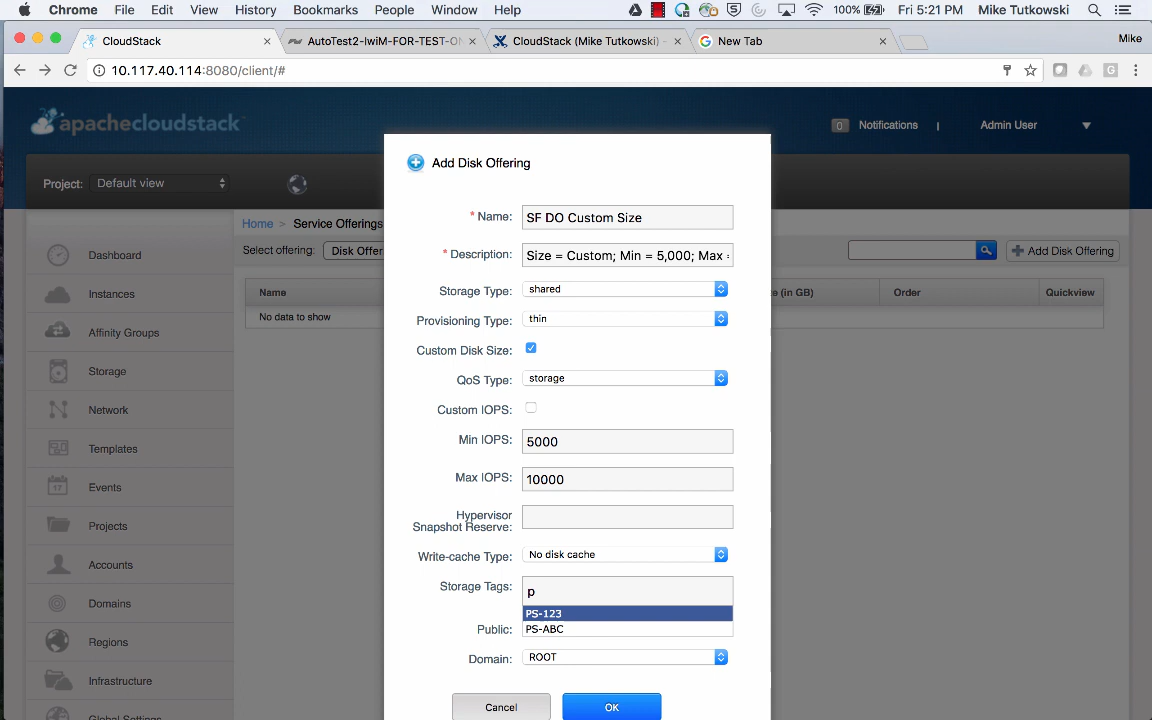 Chrome File Edit View History Bookmarks People Window Help 100% Fri 5:21 PM Mike Tutkowski
CloudStack × AutoTest2-IwiM-FOR-TEST-O × CloudStack (Mike Tutkowski) - × New Tab × Mike
10.117.40.114:8080/client/#
apachecloudstack
0 Notifications | Admin User
Project: Default view
Add Disk Offering
Home > Service Offerings
Select offering: Disk Offer
Add Disk Offering
Name (in GB) Order Quickview
No data to show
Dashboard
Instances
Affinity Groups
Storage
Network
Templates
17 Events
Projects
Accounts
Domains
Regions
Infrastructure
Global Settings
* Name: SF DO Custom Size
* Description: Size = Custom; Min = 5,000; Max =
Storage Type: shared
Provisioning Type: thin
Custom Disk Size:
QoS Type: storage
Custom IOPS:
Min IOPS: 5000
Max IOPS: 10000
Hypervisor
Snapshot Reserve:
Write-cache Type: No disk cache
Storage Tags: p
PS-123
PS-ABC
Public:
Domain: ROOT
Cancel OK